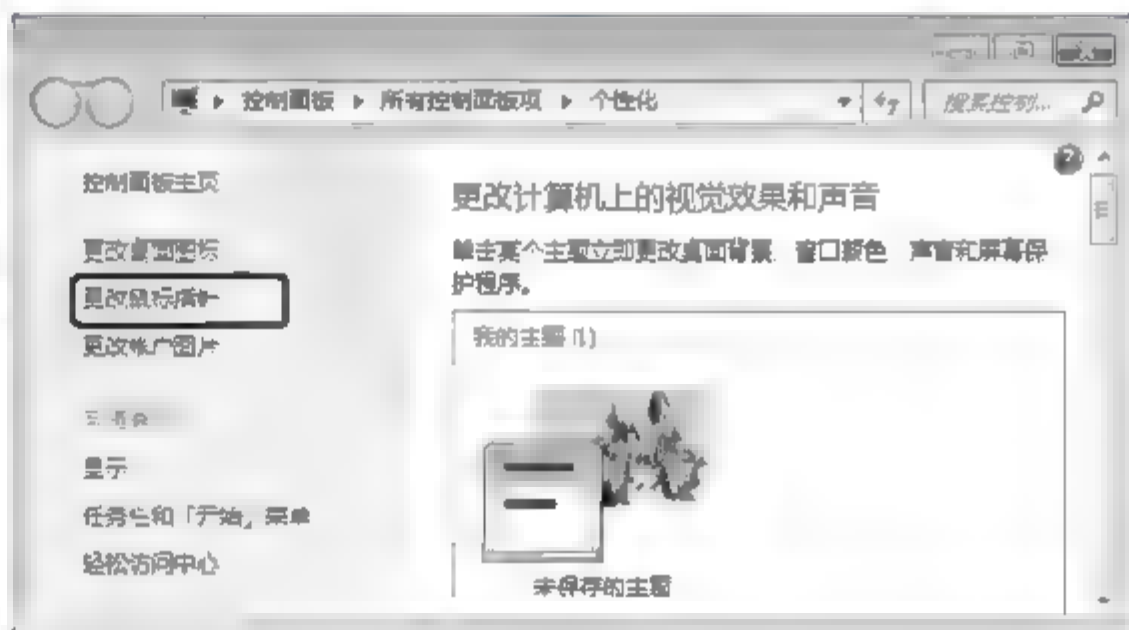 控制面板 ▸ 所有控制面板项 ▸ 个性化
搜索控制...
控制面板主页
更改桌面图标
更改鼠标指针
更改帐户图片
显示
任务栏和「开始」菜单
轻松访问中心
更改计算机上的视觉效果和声音
单击某个主题立即更改桌面背景、窗口颜色、声音和屏幕保
护程序。
我的主题 (1)
未保存的主题